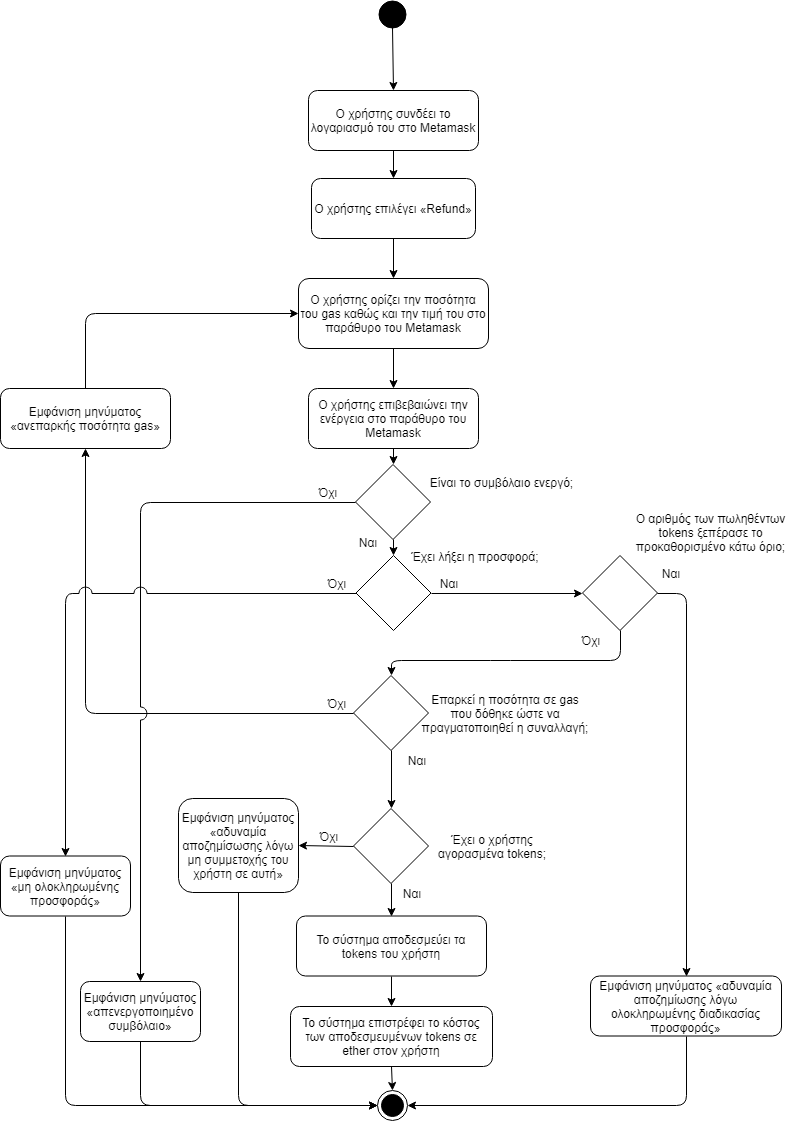 Ο χρήστης συνδέει το
λογαριασμό του στο Metamask
Ο χρήστης επιλέγει «Refund»
Ο χρήστης ορίζει την ποσότητα
του gas καθώς και την τιμή του στο
παράθυρο του Metamask
Εμφάνιση μηνύματος
«ανεπαρκής ποσότητα gas»
Ο χρήστης επιβεβαιώνει την
ενέργεια στο παράθυρο του
Metamask
Όχι
Είναι το συμβόλαιο ενεργό;
Ναι
Ο αριθμός των πωληθέντων
tokens ξεπέρασε το
προκαθορισμένο κάτω όριο;
Έχει λήξει η προσφορά;
Όχι
Ναι
Ναι
Όχι
Όχι
Επαρκεί η ποσότητα σε gas
που δόθηκε ώστε να
πραγματοποιηθεί η συναλλαγή;
Ναι
Εμφάνιση μηνύματος
«αδυναμία
αποζημίσωσης λόγω
μη συμμετοχής του
χρήστη σε αυτή»
Όχι
Έχει ο χρήστης
αγορασμένα tokens;
Ναι
Εμφάνιση μηνύματος
«μη ολοκληρωμένης
προσφοράς»
Το σύστημα αποδεσμεύει τα
tokens του χρήστη
Εμφάνιση μηνύματος
«απενεργοποιημένο
συμβόλαιο»
Το σύστημα επιστρέφει το κόστος
των αποδεσμευμένων tokens σε
ether στον χρήστη
Εμφάνιση μηνύματος «αδυναμία
αποζημίωσης λόγω
ολοκληρωμένης διαδικασίας
προσφοράς»